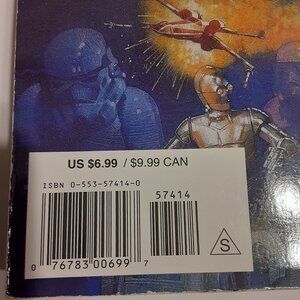 US $6.99 / $9.99 CAN
ISBN 0-553-57414-0
57414
S
0 76783 00699 7